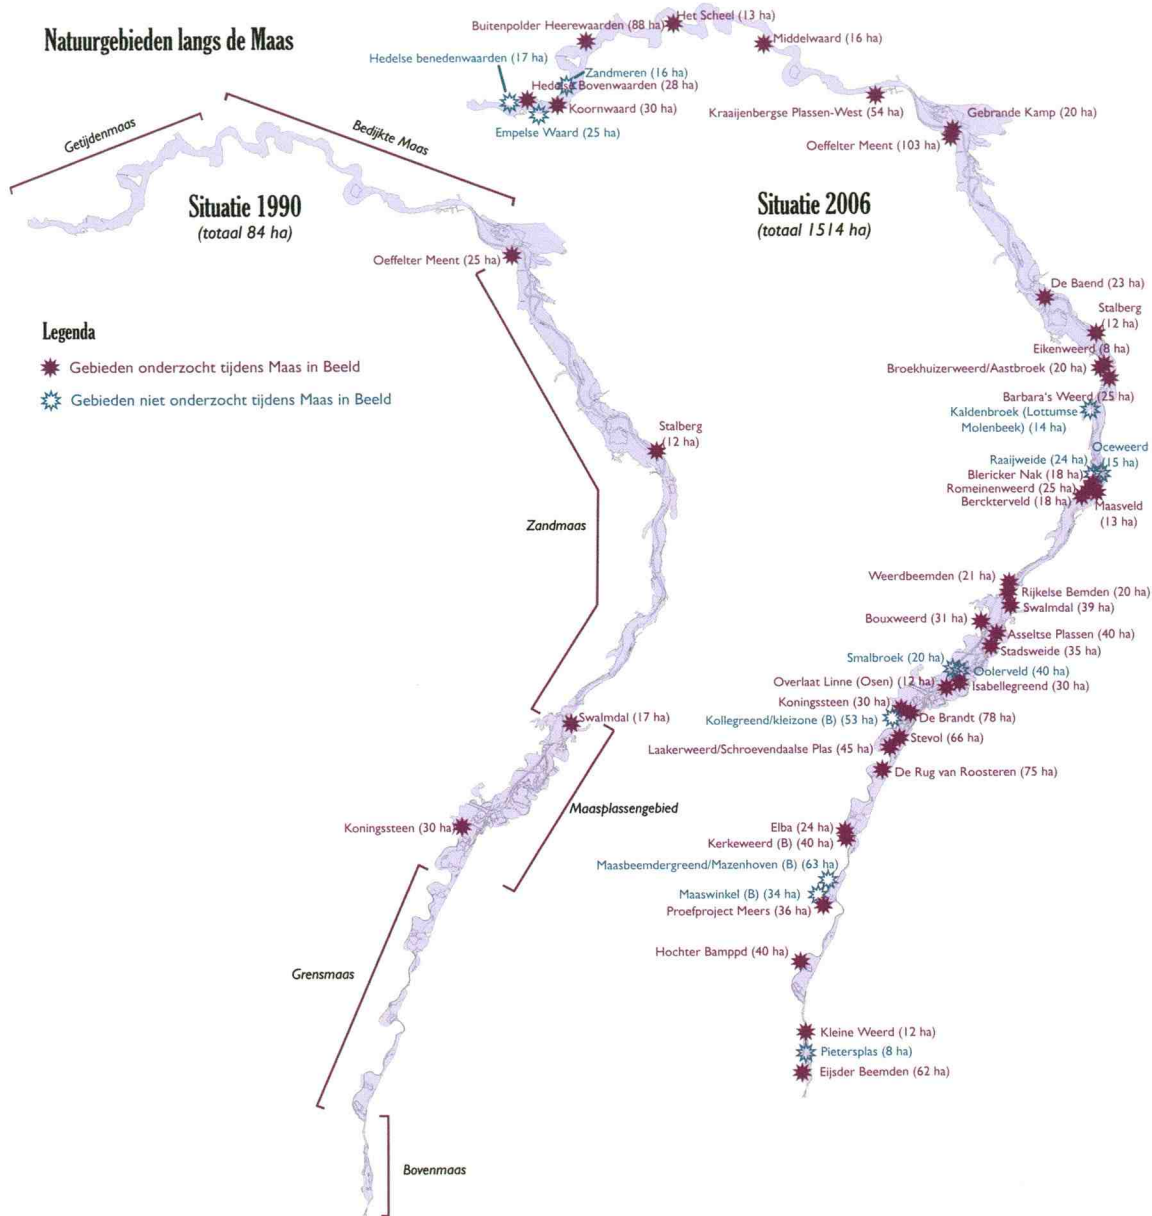 Natuurgebieden langs de Maas
Getijdenmaas
Bedijkte Maas
Situatie 1990
(totaal 84 ha)
Oeffelter Meent (25 ha)
Legenda
Gebieden onderzocht tijdens Maas in Beeld
Gebieden niet onderzocht tijdens Maas in Beeld
Stalberg
(12 ha)
Zandmaas
Swalmdal (17 ha)
Maasplassengebied
Koningssteen (30 ha)
Grensmaas
Bovenmaas
Situatie 2006
(totaal 1514 ha)
Buitenpolder Heerewaarden (88 ha)
Het Scheel (13 ha)
Middelwaard (16 ha)
Hedelse benedenwaarden (17 ha)
Zandmeren (16 ha)
Hedelse Bovenwaarden (28 ha)
Koornwaard (30 ha)
Empelse Waard (25 ha)
Kraaijenbergse Plassen-West (54 ha)
Gebrande Kamp (20 ha)
Oeffelter Meent (103 ha)
De Baend (23 ha)
Stalberg
(12 ha)
Eikenweerd (8 ha)
Broekhuizerweerd/Aastbroek (20 ha)
Barbara's Weerd (25 ha)
Kaldenbroek (Lottumse
Molenbeek) (14 ha)
Oceweerd
(15 ha)
Raaijweide (24 ha)
Blericker Nak (18 ha)
Romeinenweerd (25 ha)
Berckterveld (18 ha)
Maasveld
(13 ha)
Weerdbeemden (21 ha)
Rijkelse Bemden (20 ha)
Swalmdal (39 ha)
Bouxweerd (31 ha)
Asseltse Plassen (40 ha)
Stadsweide (35 ha)
Smalbroek (20 ha)
Oolerveld (40 ha)
Overlaat Linne (Osen) (12 ha)
Isabellegreend (30 ha)
Koningssteen (30 ha)
Kollegreend/kleizone (B) (53 ha)
De Brandt (78 ha)
Stevol (66 ha)
Laakerweerd/Schroevendaalse Plas (45 ha)
De Rug van Roosteren (75 ha)
Elba (24 ha)
Kerkeweerd (B) (40 ha)
Maasbeemdergreend/Mazenhoven (B) (63 ha)
Maaswinkel (B) (34 ha)
Proefproject Meers (36 ha)
Hochter Bamppd (40 ha)
Kleine Weerd (12 ha)
Pietersplas (8 ha)
Eijsder Beemden (62 ha)